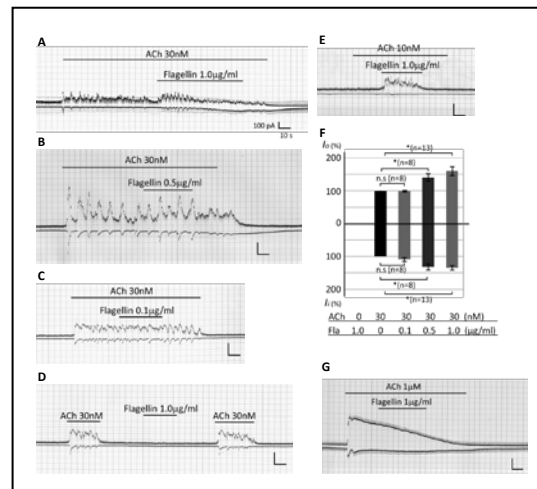 A
ACh 30nM
Flagellin 1.0μg/ml
100 pA
10 s
B
ACh 30nM
Flagellin 0.5μg/ml
C
ACh 30nM
Flagellin 0.1μg/ml
D
ACh 30nM
Flagellin 1.0μg/ml
ACh 30nM
E
ACh 10nM
Flagellin 1.0μg/ml
F
IO (%)
*(n=13)
*(n=8)
n.s (n=8)
200
100
0
100
200
n.s (n=8)
*(n=8)
*(n=13)
II (%)
ACh 0 30 30 30 30 (nM)
Fla 1.0 0 0.1 0.5 1.0 (μg/ml)
G
ACh 1μM
Flagellin 1μg/ml